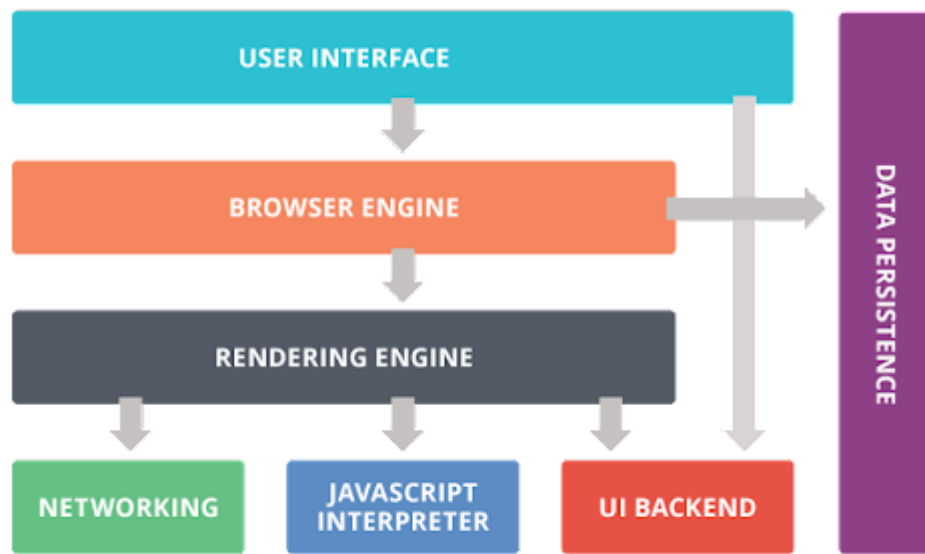 USER INTERFACE
BROWSER ENGINE
DATA PERSISTENCE
RENDERING ENGINE
NETWORKING
JAVASCRIPT
INTERPRETER
UI BACKEND